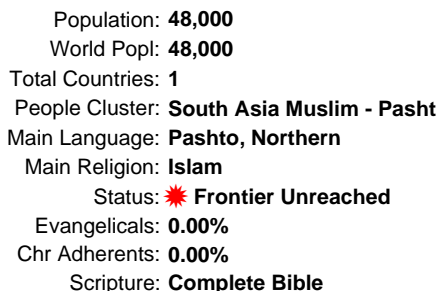 Population: 48,000
World Popl: 48,000
Total Countries: 1
People Cluster: South Asia Muslim - Pasht
Main Language: Pashto, Northern
Main Religion: Islam
Status: Frontier Unreached
Evangelicals: 0.00%
Chr Adherents: 0.00%
Scripture: Complete Bible